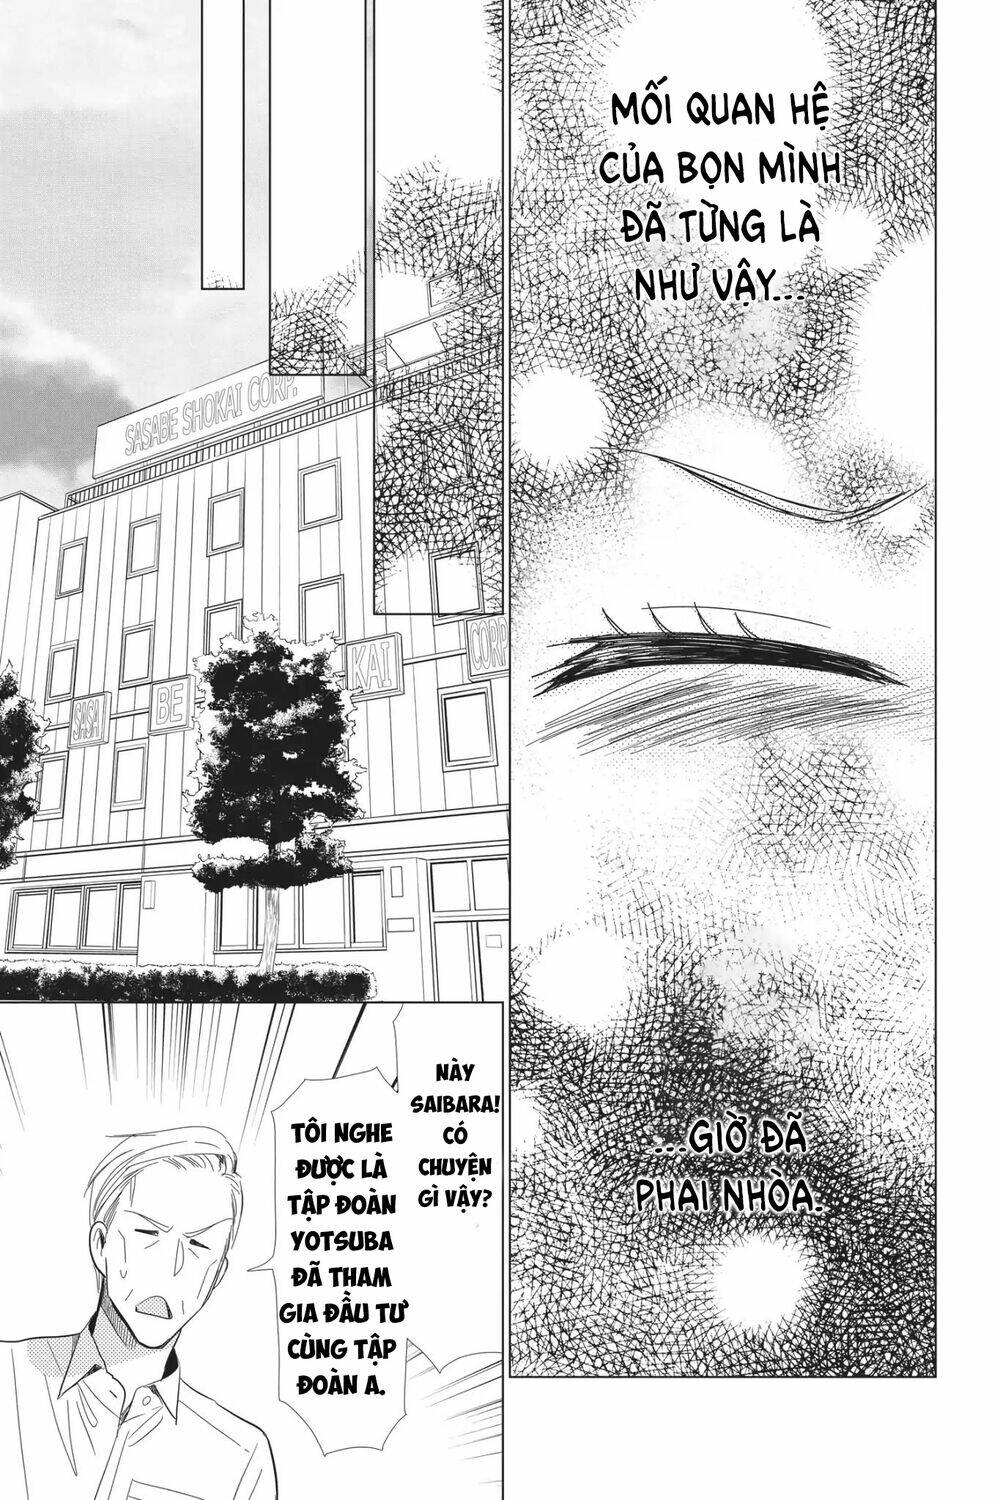 MỐI QUAN HỆ
CỦA BỌN MÌNH
ĐÃ TỪNG LÀ
NHƯ VẬY...
...GIỜ ĐÃ
PHAI NHÒA.
SASABE SHOKAI CORP.
SASA
BE
KAI
CORP
NÀY
SAIBARA!
CÓ
CHUYỆN
GÌ VẬY?
TÔI NGHE
ĐƯỢC LÀ
TẬP ĐOÀN
YOTSUBA
ĐÃ THAM
GIA ĐẦU TƯ
CÙNG TẬP
ĐOÀN A.